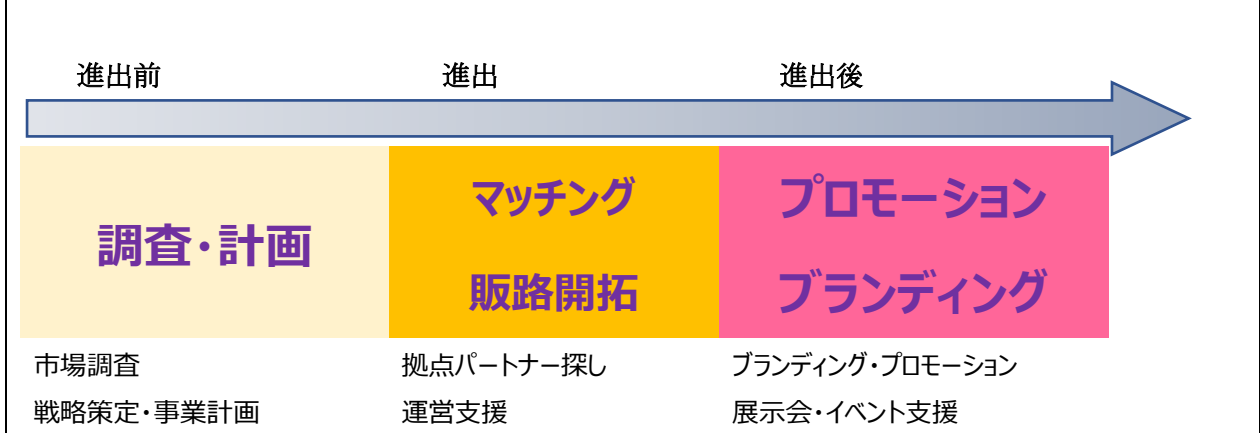 進出前
進出
進出後
調査・計画
マッチング
販路開拓
プロモーション
ブランディング
市場調査
戦略策定・事業計画
拠点パートナー探し
運営支援
ブランディング・プロモーション
展示会・イベント支援